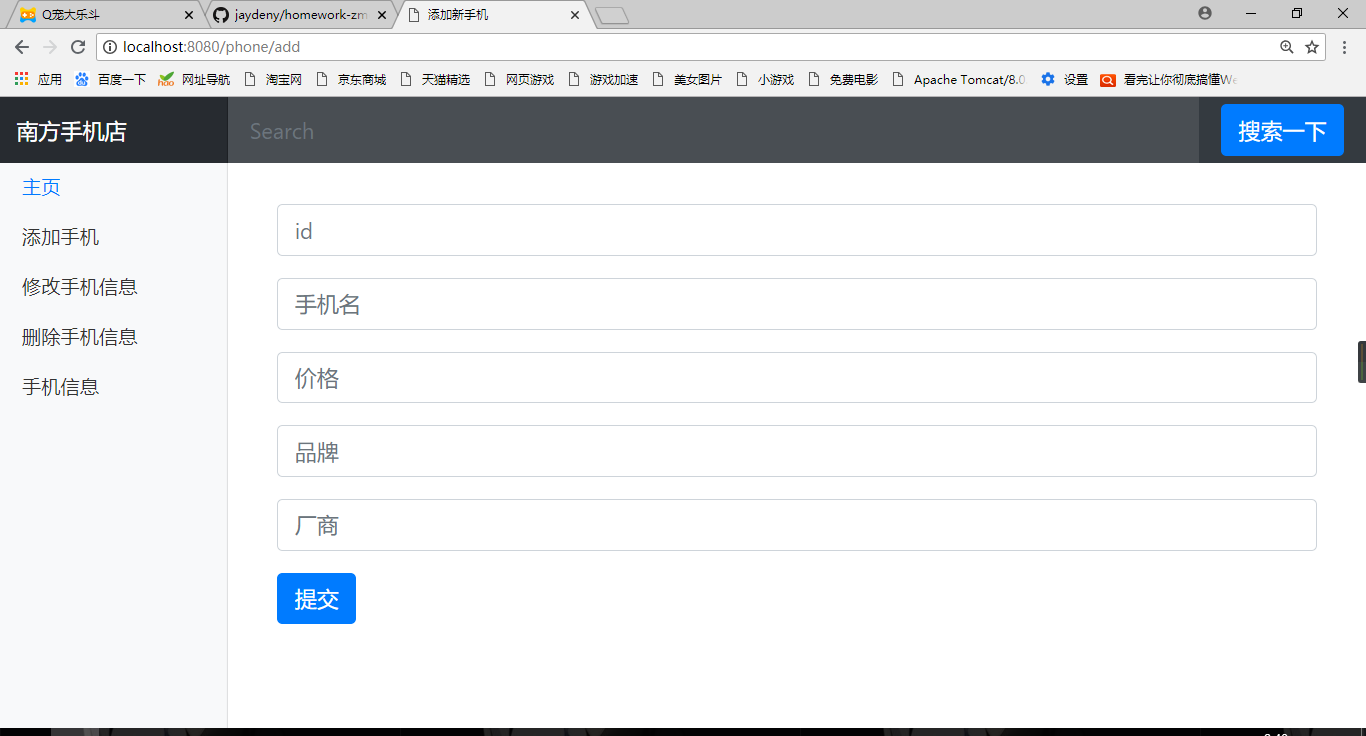 Q宠大乐斗 jaydeny/homework-zm 添加新手机
localhost:8080/phone/add
应用 百度一下 网址导航 淘宝网 京东商城 天猫精选 网页游戏 游戏加速 美女图片 小游戏 免费电影 Apache Tomcat/8.0 设置 看完让你彻底搞懂We
南方手机店 Search 搜索一下
主页
添加手机
修改手机信息
删除手机信息
手机信息
id
手机名
价格
品牌
厂商
提交